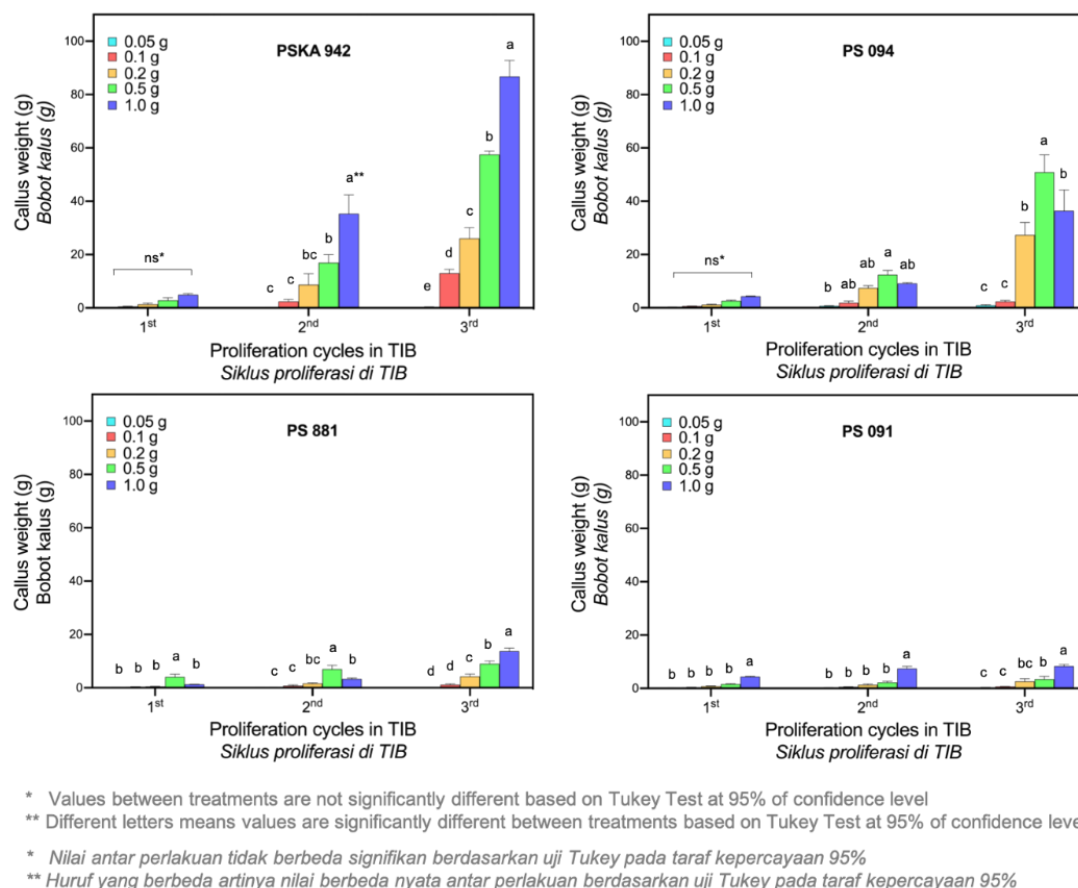 PSKA 942
Callus weight (g)
Bobot kalus (g)
100
80
60
40
20
0
0.05 g
0.1 g
0.2 g
0.5 g
1.0 g
ns*
c c bc b a**
e d c b a
1st 2nd 3rd
Proliferation cycles in TIB
Siklus proliferasi di TIB
PS 094
Callus weight (g)
Bobot kalus (g)
100
80
60
40
20
0
0.05 g
0.1 g
0.2 g
0.5 g
1.0 g
ns*
b ab ab a ab
c c b a b
1st 2nd 3rd
Proliferation cycles in TIB
Siklus proliferasi di TIB
PS 881
Callus weight (g)
Bobot kalus (g)
100
80
60
40
20
0
0.05 g
0.1 g
0.2 g
0.5 g
1.0 g
b b b a b
c c bc a b
d d c b a
1st 2nd 3rd
Proliferation cycles in TIB
Siklus proliferasi di TIB
PS 091
Callus weight (g)
Bobot kalus (g)
100
80
60
40
20
0
0.05 g
0.1 g
0.2 g
0.5 g
1.0 g
b b b b a
b b b b a
c c bc b a
1st 2nd 3rd
Proliferation cycles in TIB
Siklus proliferasi di TIB
* Values between treatments are not significantly different based on Tukey Test at 95% of confidence level
** Different letters means values are significantly different between treatments based on Tukey Test at 95% of confidence leve
* Nilai antar perlakuan tidak berbeda signifikan berdasarkan uji Tukey pada taraf kepercayaan 95%
** Huruf yang berbeda artinya nilai berbeda nyata antar perlakuan berdasarkan uji Tukey pada taraf kepercayaan 95%